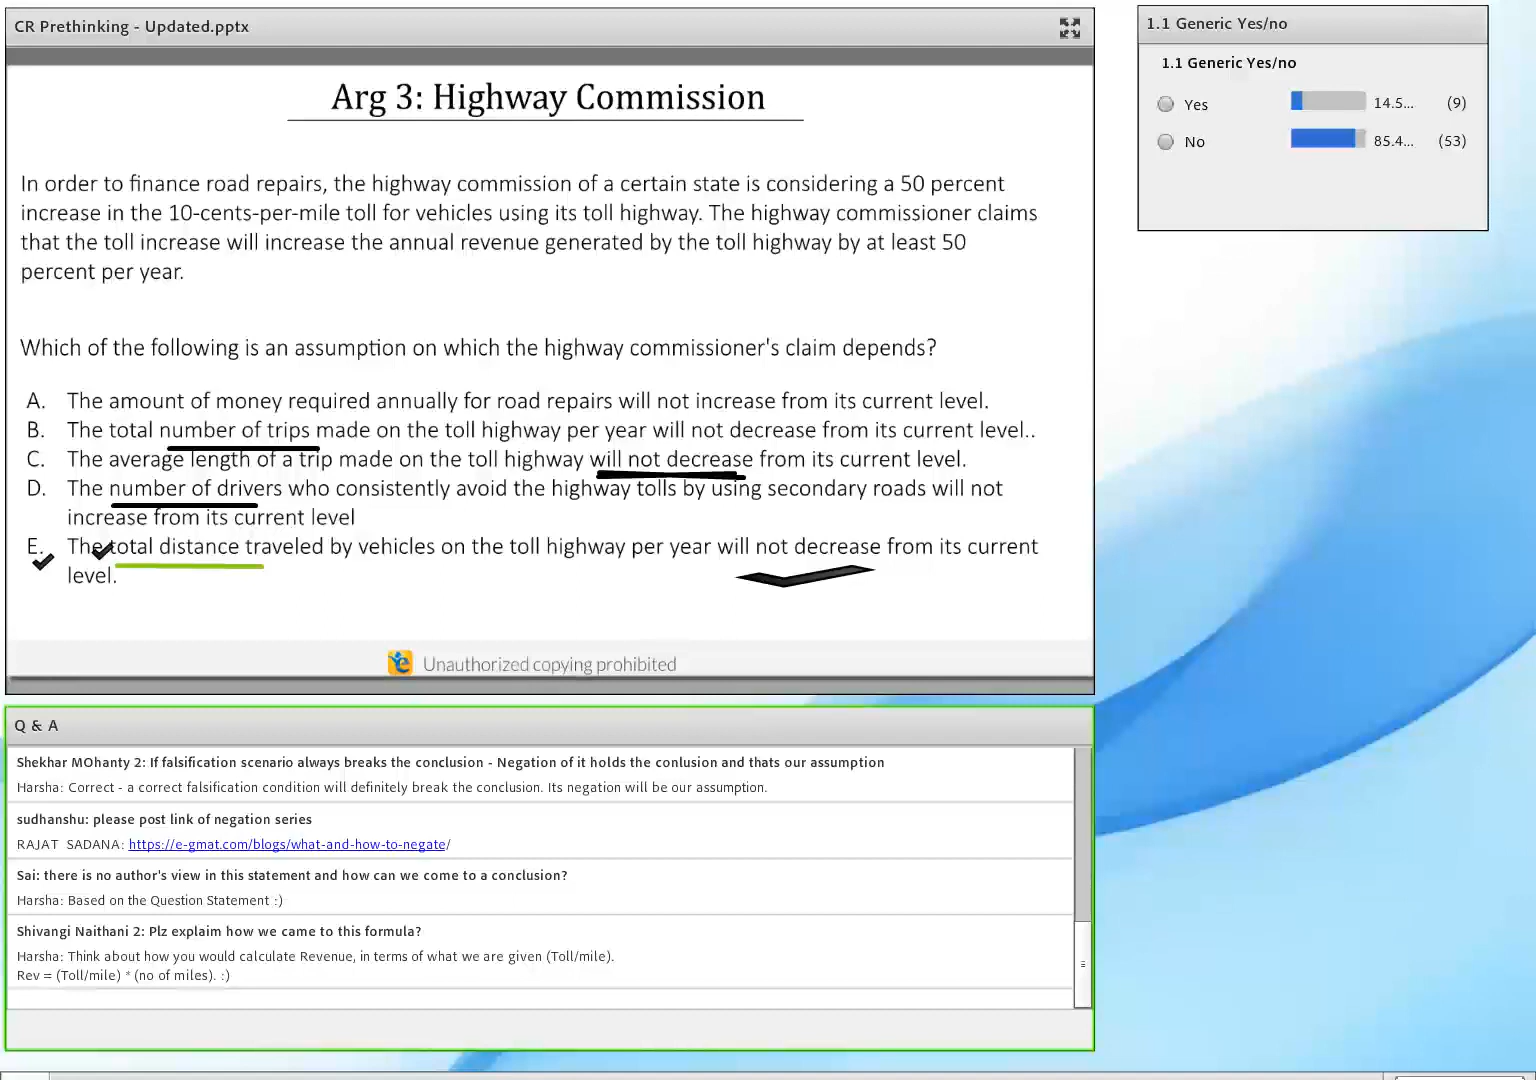 CR Prethinking - Updated.pptx
Arg 3: Highway Commission
In order to finance road repairs, the highway commission of a certain state is considering a 50 percent
increase in the 10-cents-per-mile toll for vehicles using its toll highway. The highway commissioner claims
that the toll increase will increase the annual revenue generated by the toll highway by at least 50
percent per year.
Which of the following is an assumption on which the highway commissioner's claim depends?
A. The amount of money required annually for road repairs will not increase from its current level.
B. The total number of trips made on the toll highway per year will not decrease from its current level..
C. The average length of a trip made on the toll highway will not decrease from its current level.
D. The number of drivers who consistently avoid the highway tolls by using secondary roads will not
increase from its current level
E. The total distance traveled by vehicles on the toll highway per year will not decrease from its current
level.
Unauthorized copying prohibited
1.1 Generic Yes/no
1.1 Generic Yes/no
Yes 14.5... (9)
No 85.4... (53)
Q & A
Shekhar MOhanty 2: If falsification scenario always breaks the conclusion - Negation of it holds the conlusion and thats our assumption
Harsha: Correct - a correct falsification condition will definitely break the conclusion. Its negation will be our assumption.
sudhanshu: please post link of negation series
RAJAT SADANA: https://e-gmat.com/blogs/what-and-how-to-negate/
Sai: there is no author's view in this statement and how can we come to a conclusion?
Harsha: Based on the Question Statement :)
Shivangi Naithani 2: Plz explaim how we came to this formula?
Harsha: Think about how you would calculate Revenue, in terms of what we are given (Toll/mile).
Rev = (Toll/mile) * (no of miles). :)